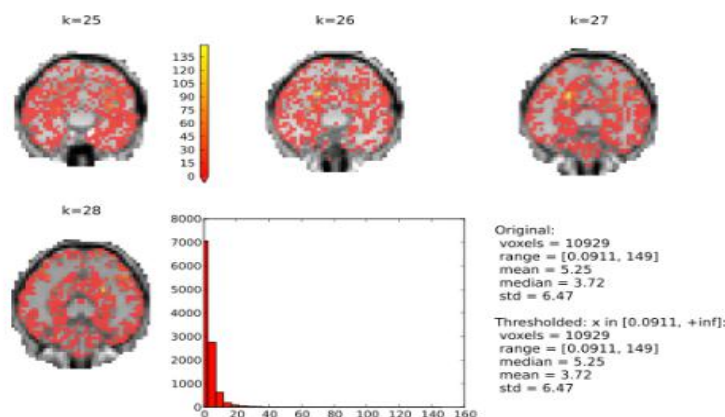 k=25
k=26
k=27
135
120
105
90
75
60
45
30
15
0
k=28
8000
7000
6000
5000
4000
3000
2000
1000
0
0 20 40 60 80 100 120 140 160
Original:
voxels = 10929
range = [0.0911, 149]
mean = 5.25
median = 3.72
std = 6.47
Thresholded: x in [0.0911, +inf]:
voxels = 10929
range = [0.0911, 149]
median = 5.25
mean = 3.72
std = 6.47